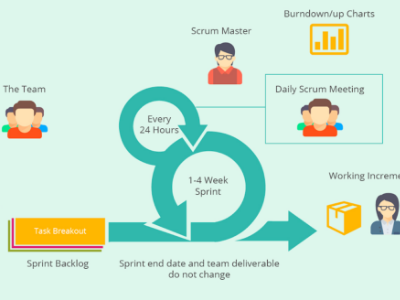 Burndown/up Charts
Scrum Master
The Team
Daily Scrum Meeting
Every
24 Hours
1-4 Week
Sprint
Working Increme
Task Breakout
Sprint Backlog
Sprint end date and team deliverable
do not change